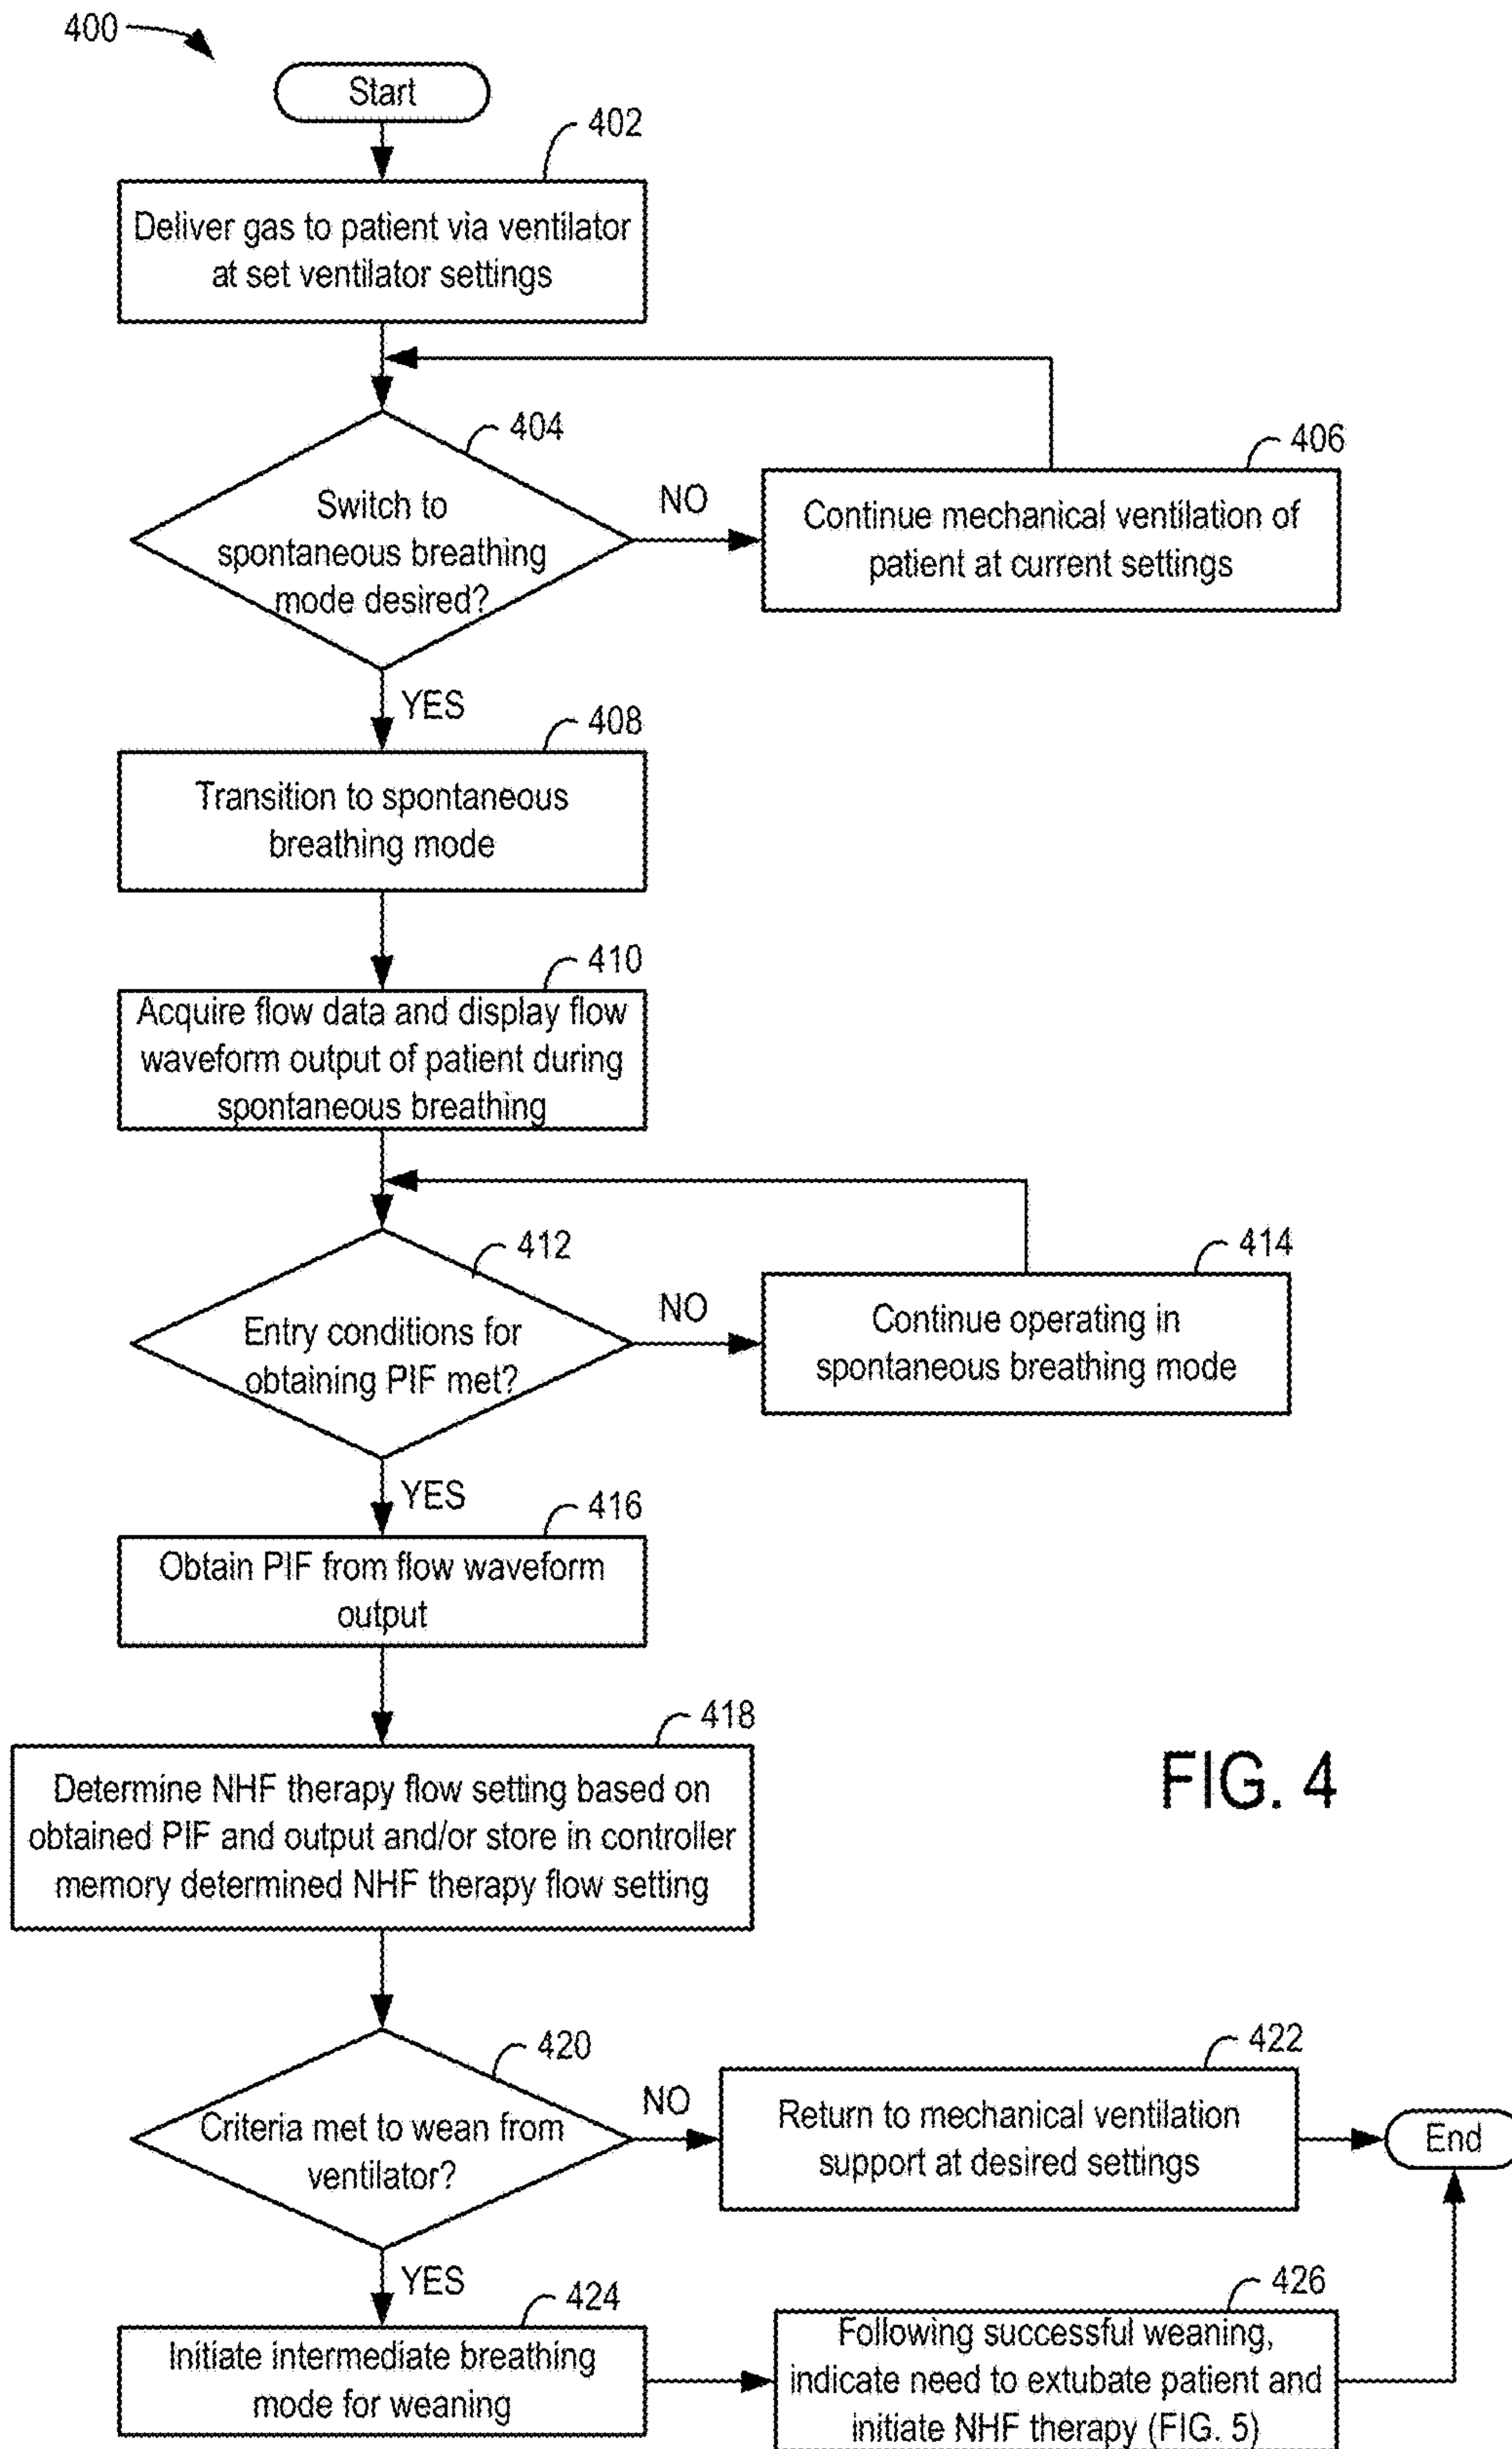 400
Start
402
Deliver gas to patient via ventilator
at set ventilator settings
404
Switch to
spontaneous breathing
mode desired?
NO
406
Continue mechanical ventilation of
patient at current settings
YES
408
Transition to spontaneous
breathing mode
410
Acquire flow data and display flow
waveform output of patient during
spontaneous breathing
412
Entry conditions for
obtaining PIF met?
NO
414
Continue operating in
spontaneous breathing mode
YES
416
Obtain PIF from flow waveform
output
418
Determine NHF therapy flow setting based on
obtained PIF and output and/or store in controller
memory determined NHF therapy flow setting
FIG. 4
420
Criteria met to wean from
ventilator?
NO
422
Return to mechanical ventilation
support at desired settings
End
YES
424
Initiate intermediate breathing
mode for weaning
426
Following successful weaning,
indicate need to extubate patient and
initiate NHF therapy (FIG. 5)